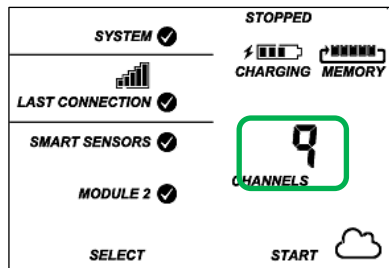 SYSTEM
STOPPED
CHARGING MEMORY
LAST CONNECTION
SMART SENSORS
9
CHANNELS
MODULE 2
SELECT START